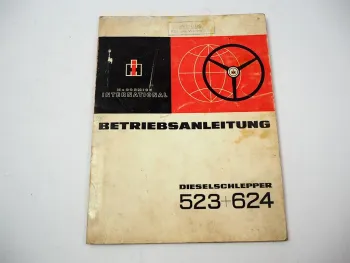 McCORMICK
INTERNATIONAL
BETRIEBSANLEITUNG
DIESELSCHLEPPER
523+624